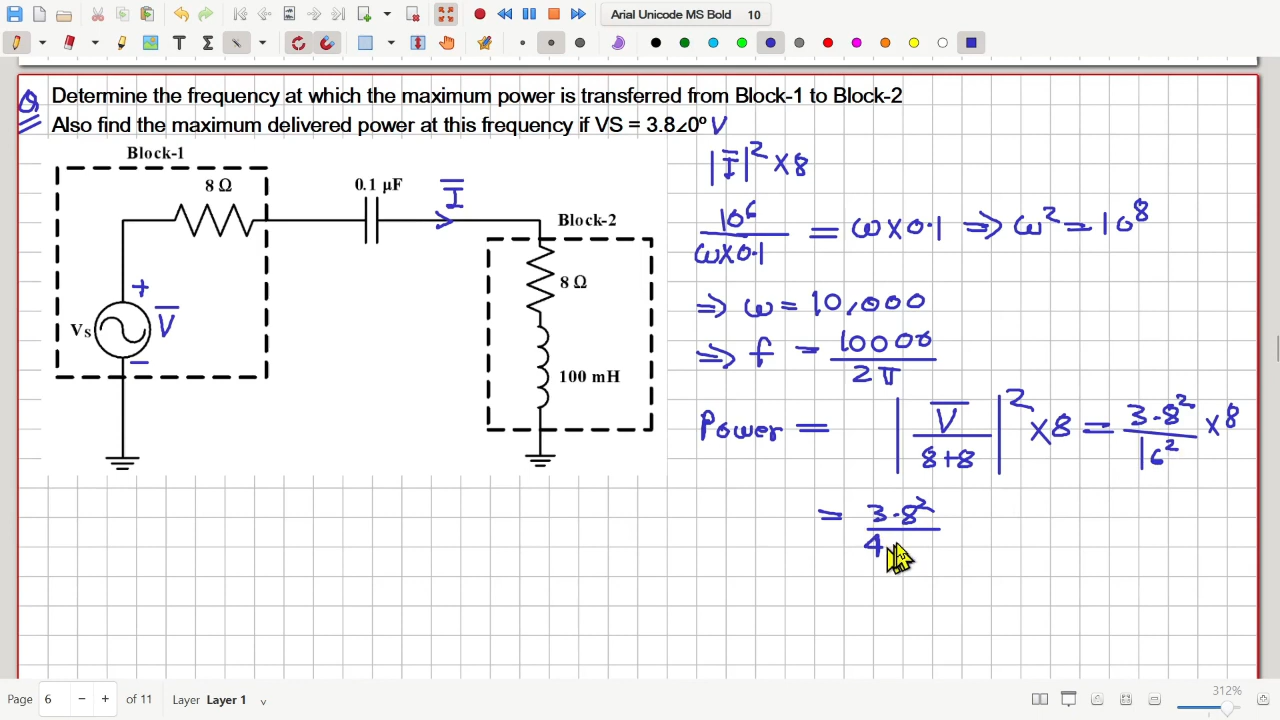 Arial Unicode MS Bold 10
Q Determine the frequency at which the maximum power is transferred from Block-1 to Block-2
Also find the maximum delivered power at this frequency if VS = 3.8∠0º V
Block-1
8 Ω
0.1 µF
I̅
Block-2
8 Ω
100 mH
+
VS
V̅
−
|I̅|² × 8
10⁶ / (ω × 0.1) = ω × 0.1 ⇒ ω² = 10⁸
⇒ ω = 10,000
⇒ f = 10000 / 2π
Power = |V̅ / (8+8)|² × 8 = 3.8² / 16² × 8
= 3.8² / 4
Page 6 − + of 11 Layer Layer 1
312%